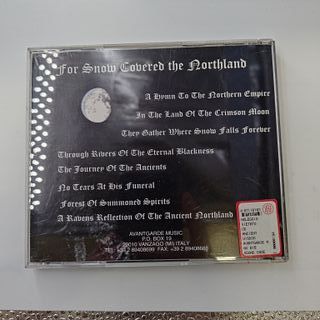 For Snow Covered the Northland
A Hymn To The Northern Empire
In The Land Of The Crimson Moon
They Gather Where Snow Falls Forever
Through Rivers Of The Eternal Blackness
The Journey Of The Ancients
No Tears At His Funeral
Forest Of Summoned Spirits
A Ravens Reflection Of The Ancient Northland
AVANTGARDE MUSIC
P.O. BOX 19
20010 VANZAGO (MI) ITALY